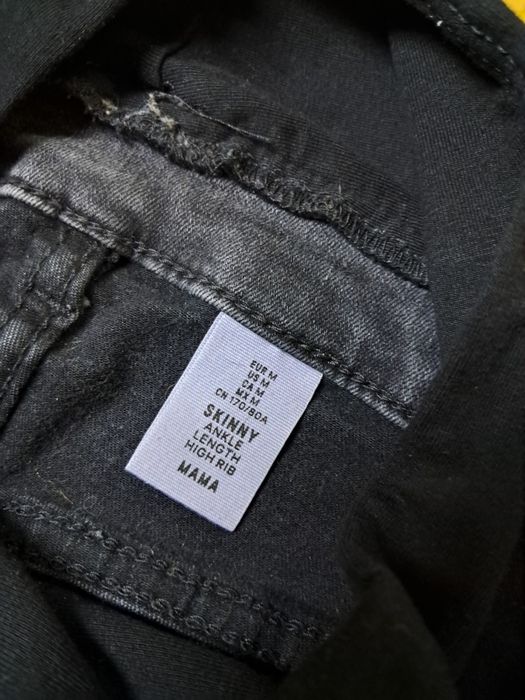 EUR M
US M
CA M
MX M
CN 170/80A
SKINNY
ANKLE
LENGTH
HIGH RIB
MAMA